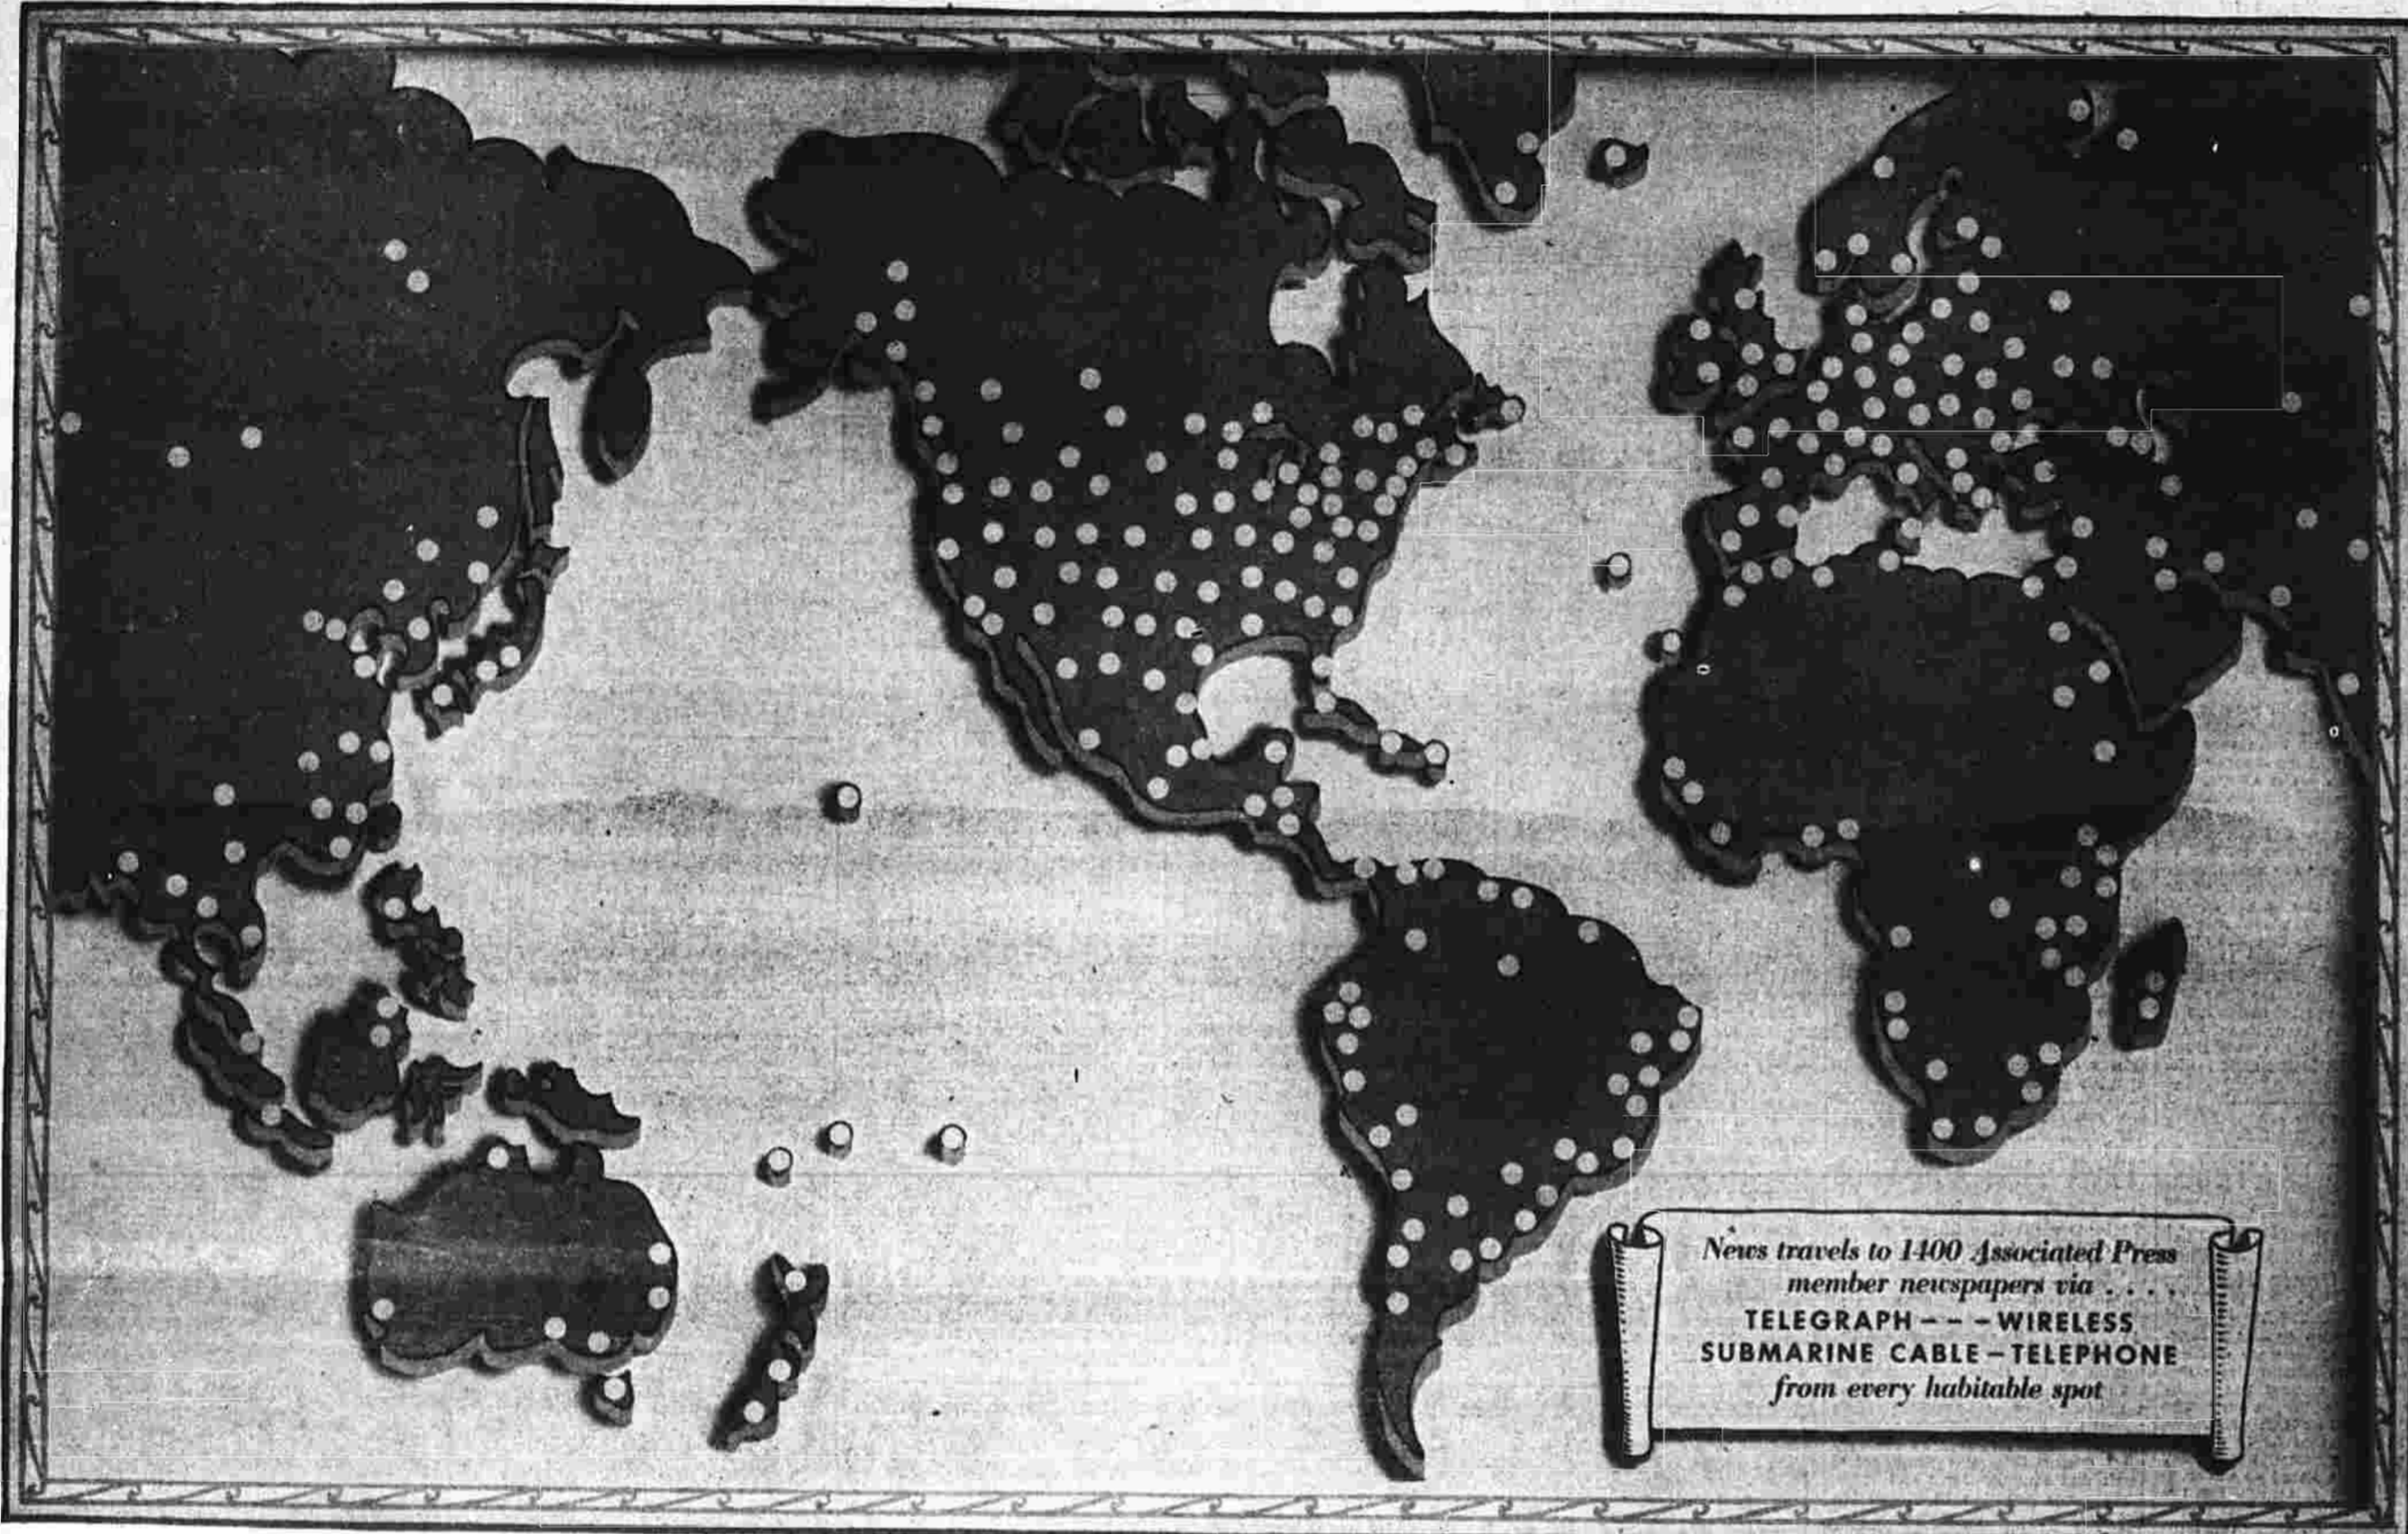 News travels to 1400 Associated Press
member newspapers via . . . .
TELEGRAPH - - - WIRELESS
SUBMARINE CABLE - TELEPHONE
from every habitable spot